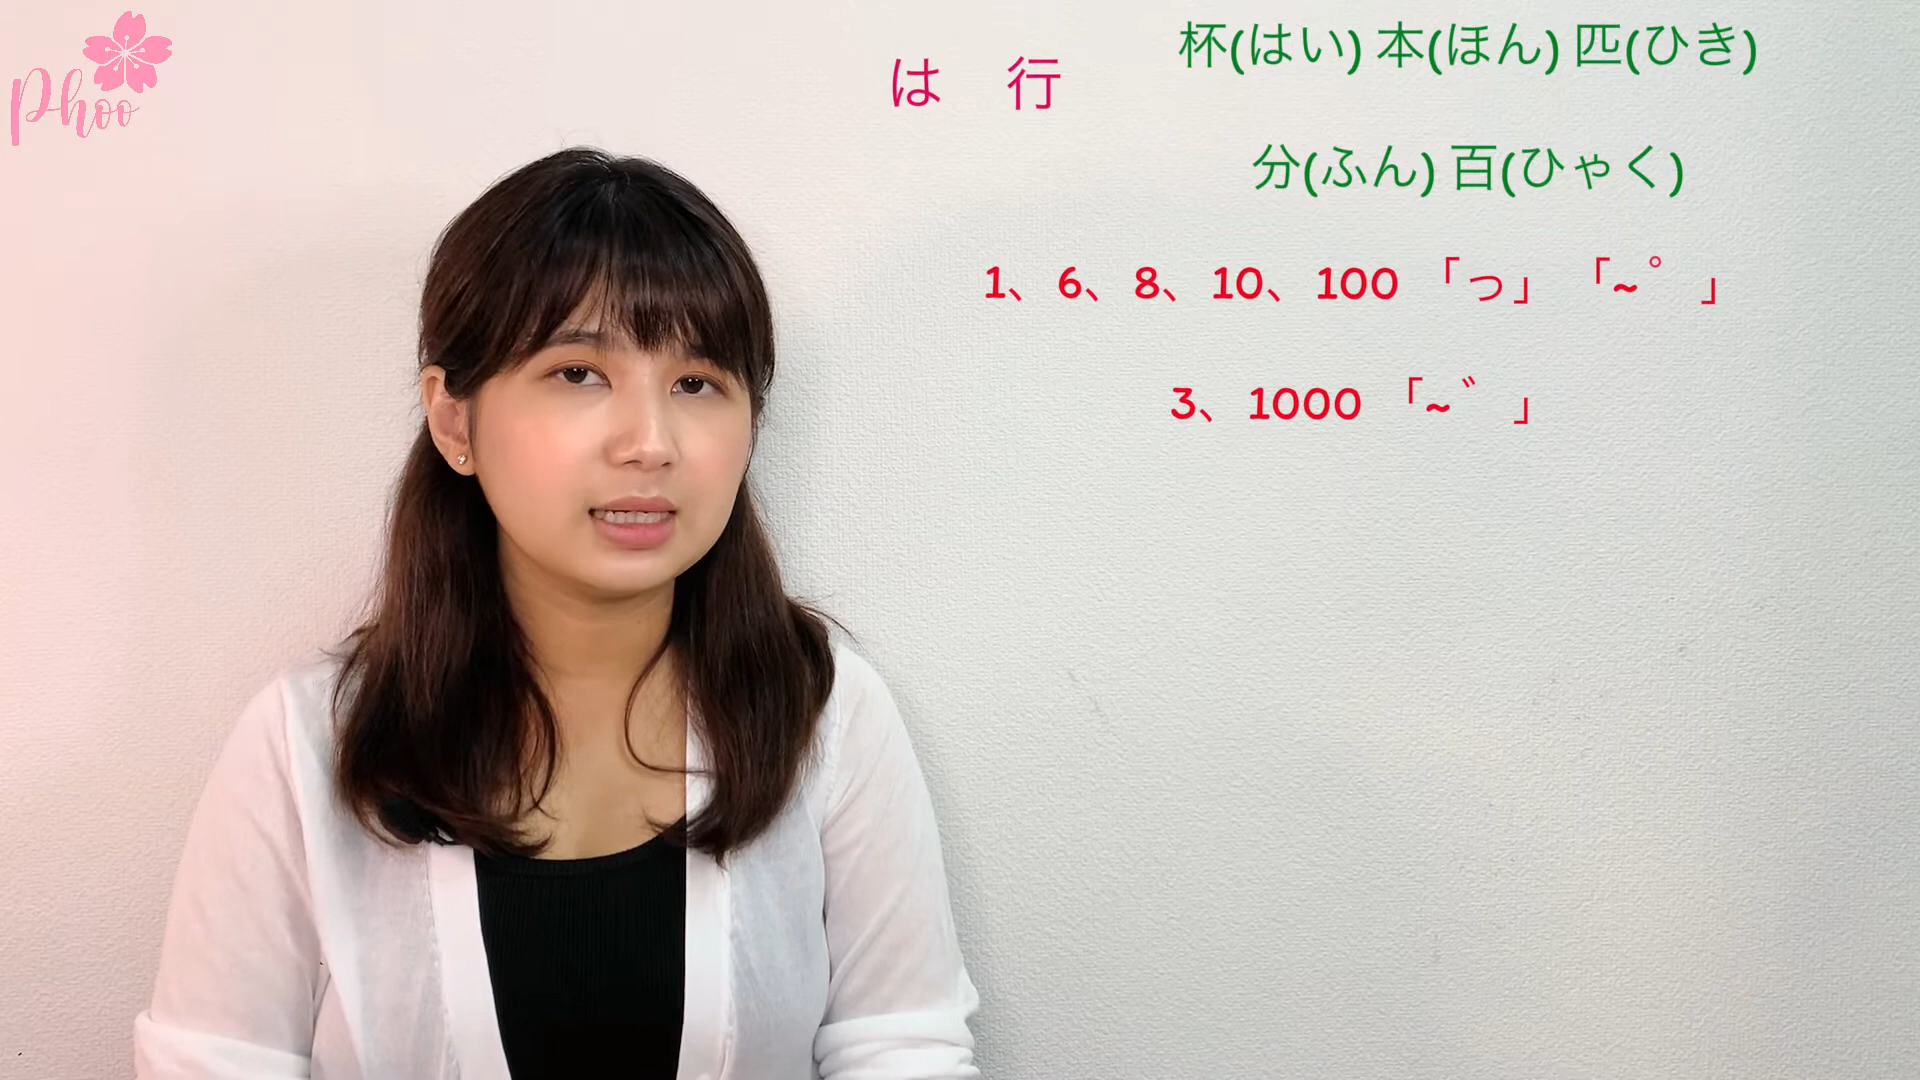 Phoo
は 行
杯(はい) 本(ほん) 匹(ひき)
分(ふん) 百(ひゃく)
1、6、8、10、100 「っ」 「~゜」
3、1000 「~゛」